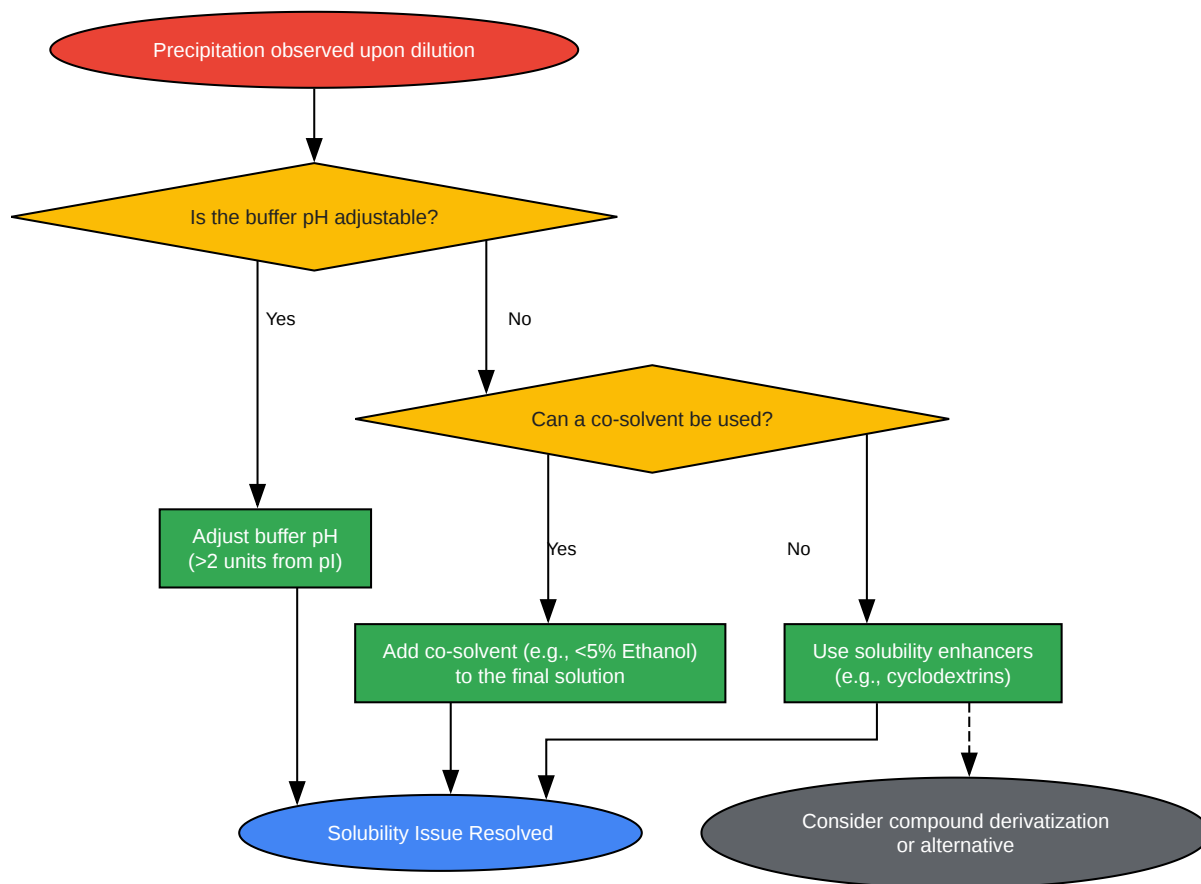 Precipitation observed upon dilution
Is the buffer pH adjustable?
Yes
No
Can a co-solvent be used?
Adjust buffer pH
(>2 units from pI)
Yes
No
Add co-solvent (e.g., <5% Ethanol)
to the final solution
Use solubility enhancers
(e.g., cyclodextrins)
Solubility Issue Resolved
Consider compound derivatization
or alternative